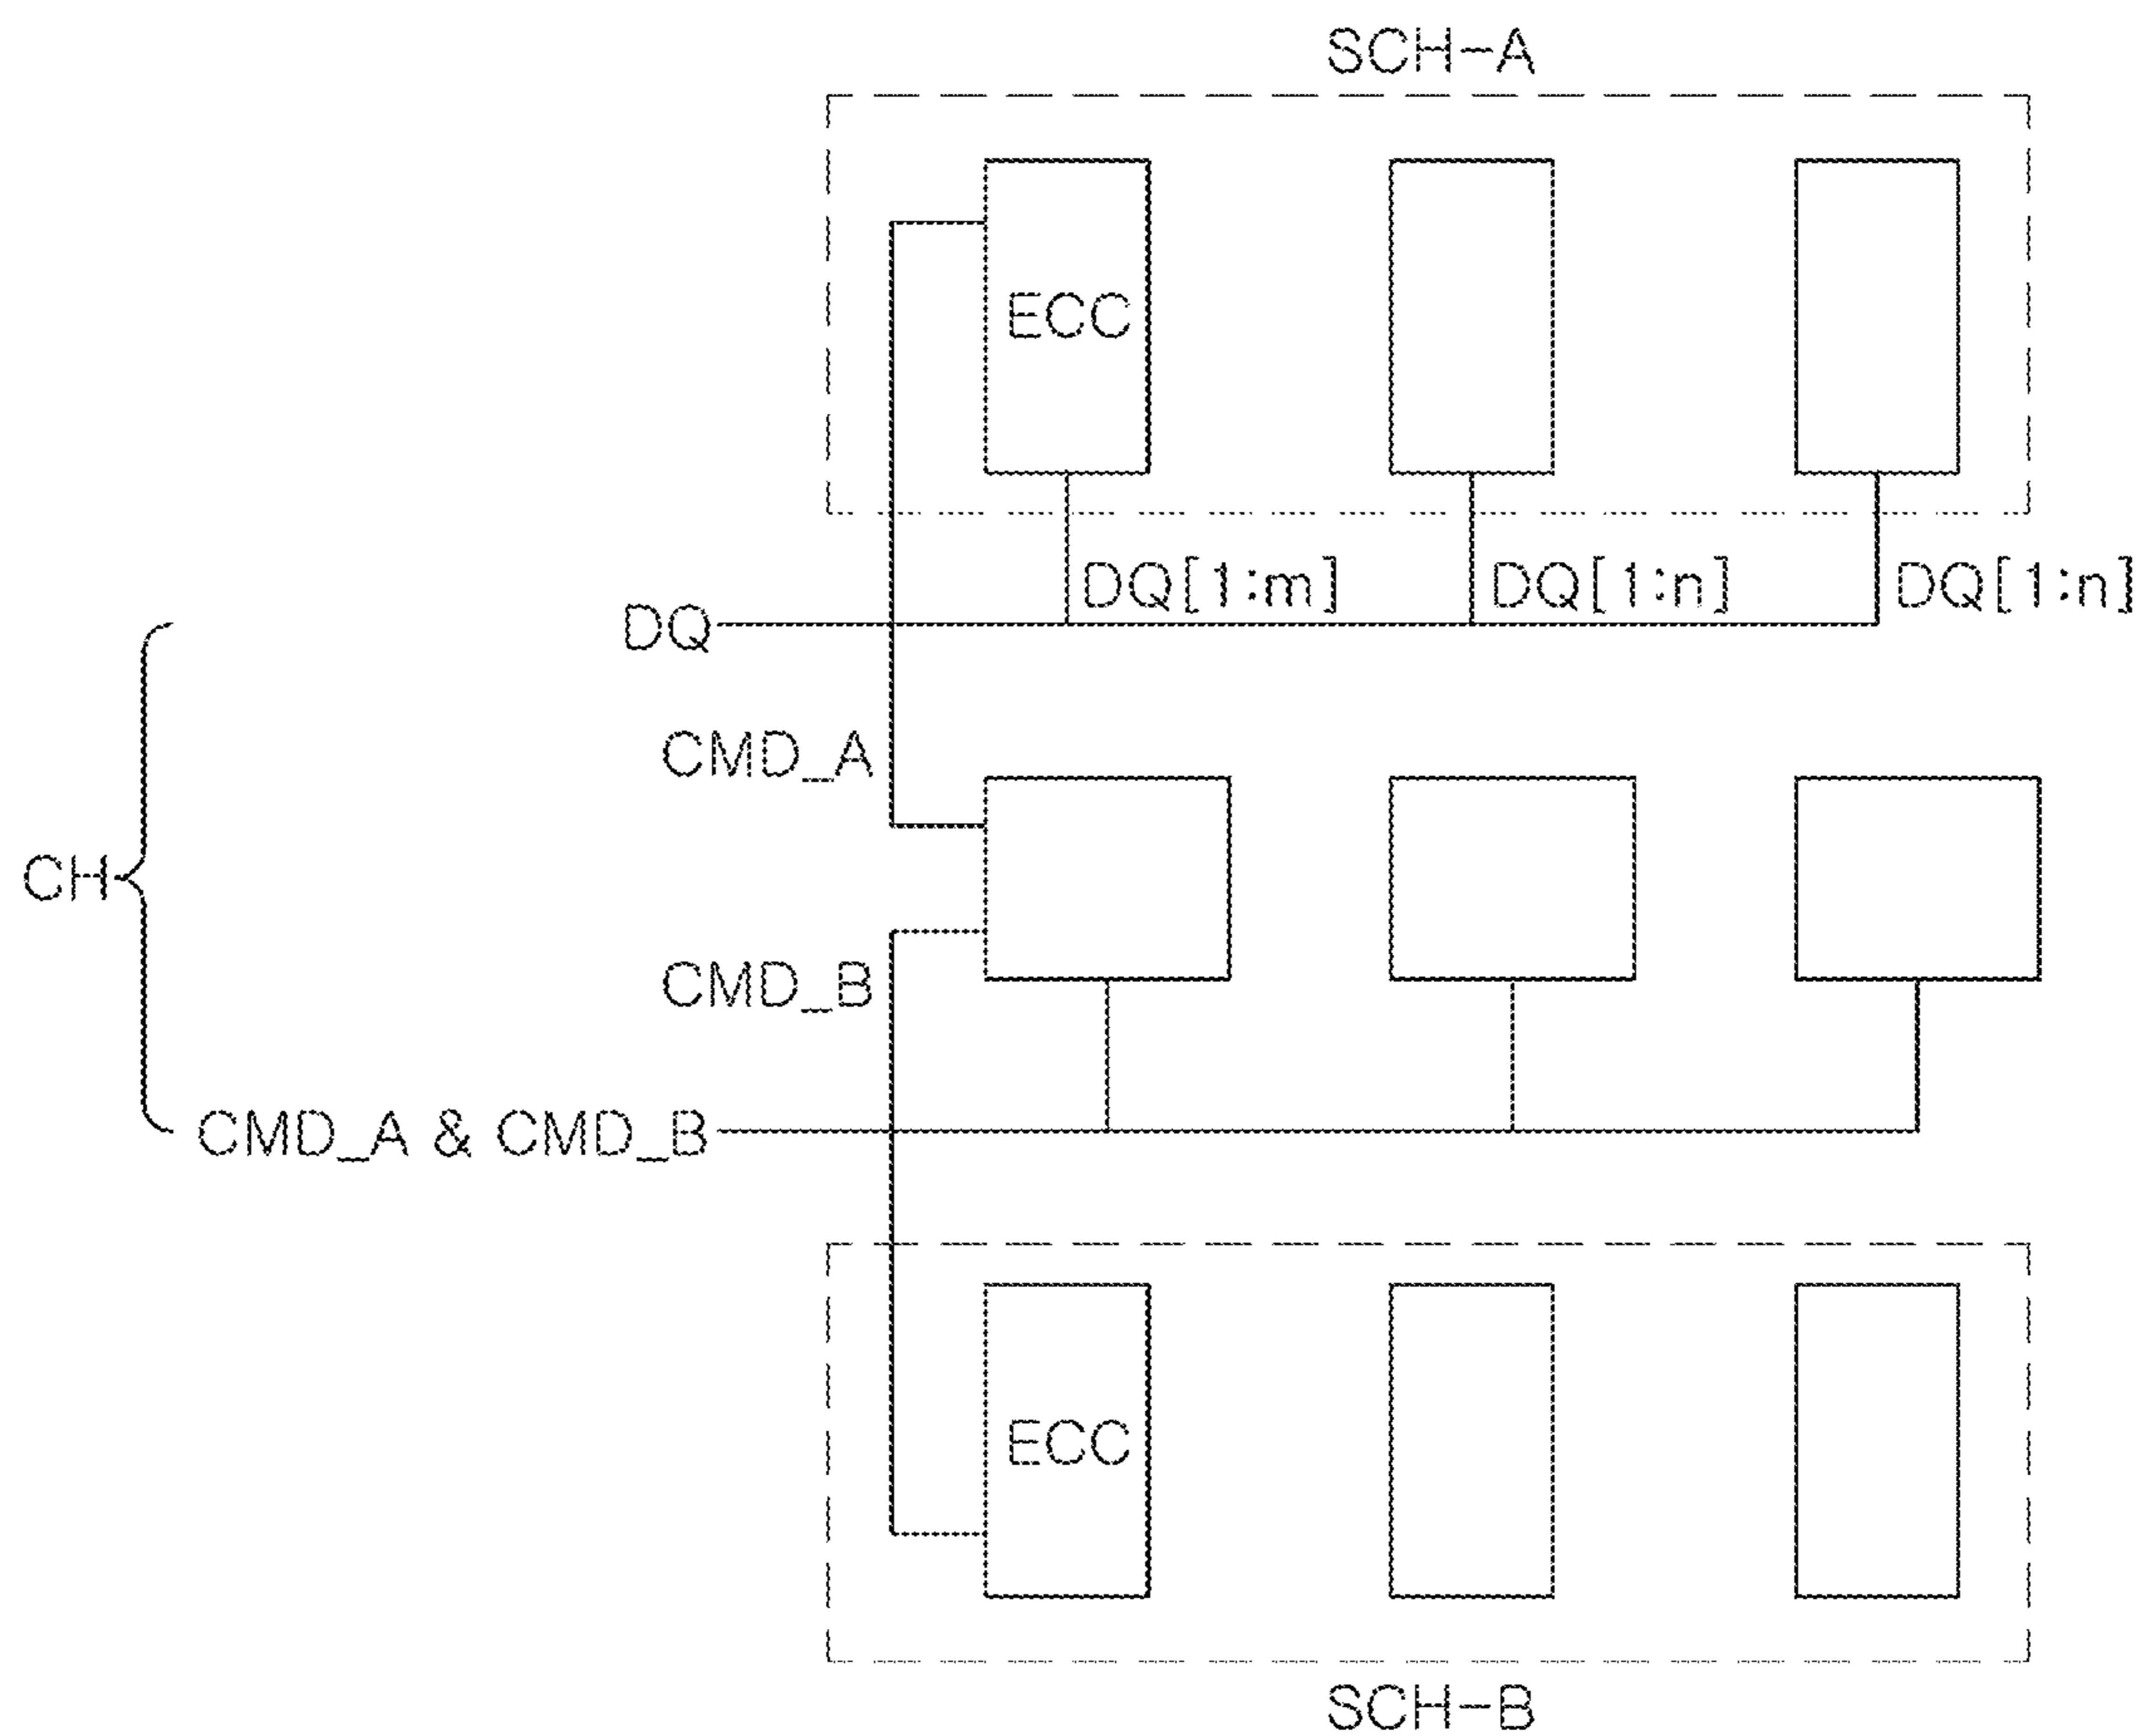 SCH-A
ECC
DQ[1:m] DQ[1:n] DQ[1:n]
DQ
CMD_A
CH
CMD_B
CMD_A & CMD_B
ECC
SCH-B